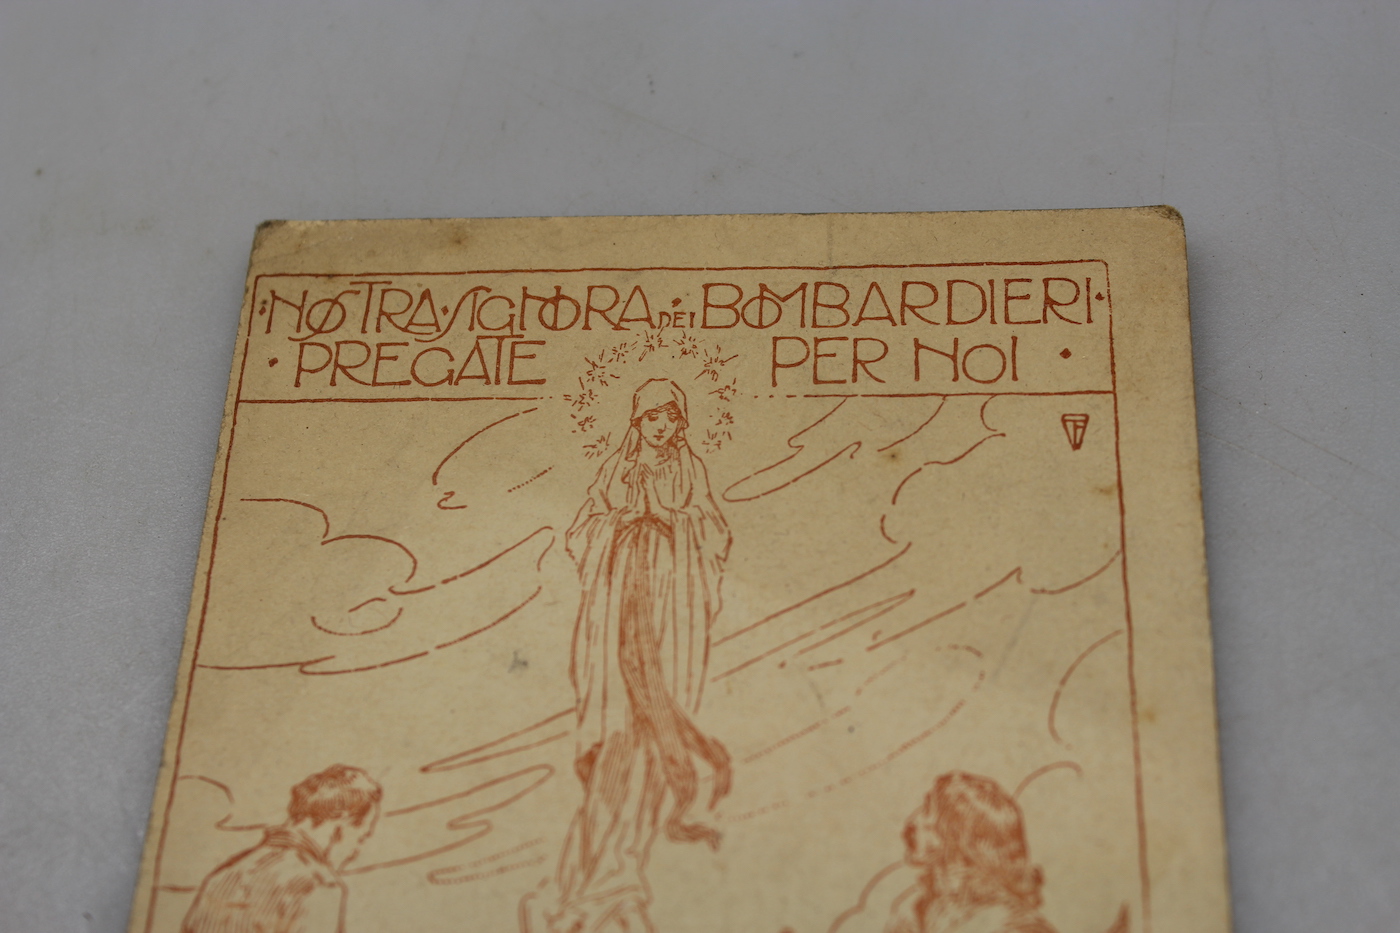 ·NOSTRA·SIGNORA·DEI BOMBARDIERI·
·PREGATE PER NOI·